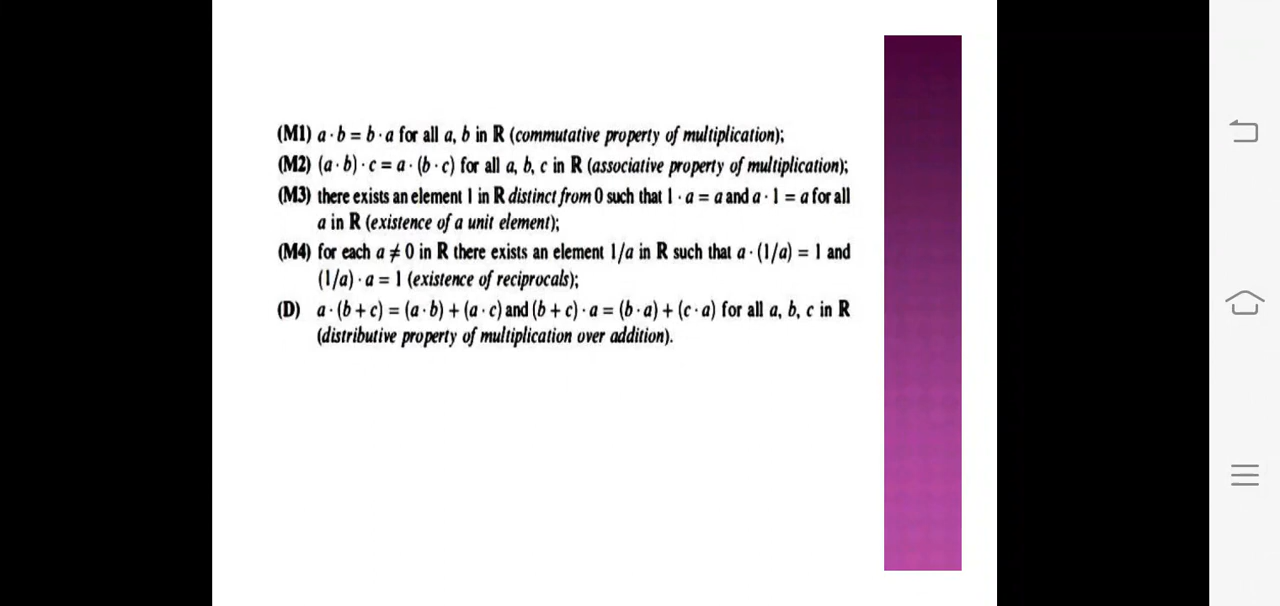 (M1) a · b = b · a for all a, b in R (commutative property of multiplication);
(M2) (a · b) · c = a · (b · c) for all a, b, c in R (associative property of multiplication);
(M3) there exists an element 1 in R distinct from 0 such that 1 · a = a and a · 1 = a for all
a in R (existence of a unit element);
(M4) for each a ≠ 0 in R there exists an element 1/a in R such that a · (1/a) = 1 and
(1/a) · a = 1 (existence of reciprocals);
(D) a · (b + c) = (a · b) + (a · c) and (b + c) · a = (b · a) + (c · a) for all a, b, c in R
(distributive property of multiplication over addition).